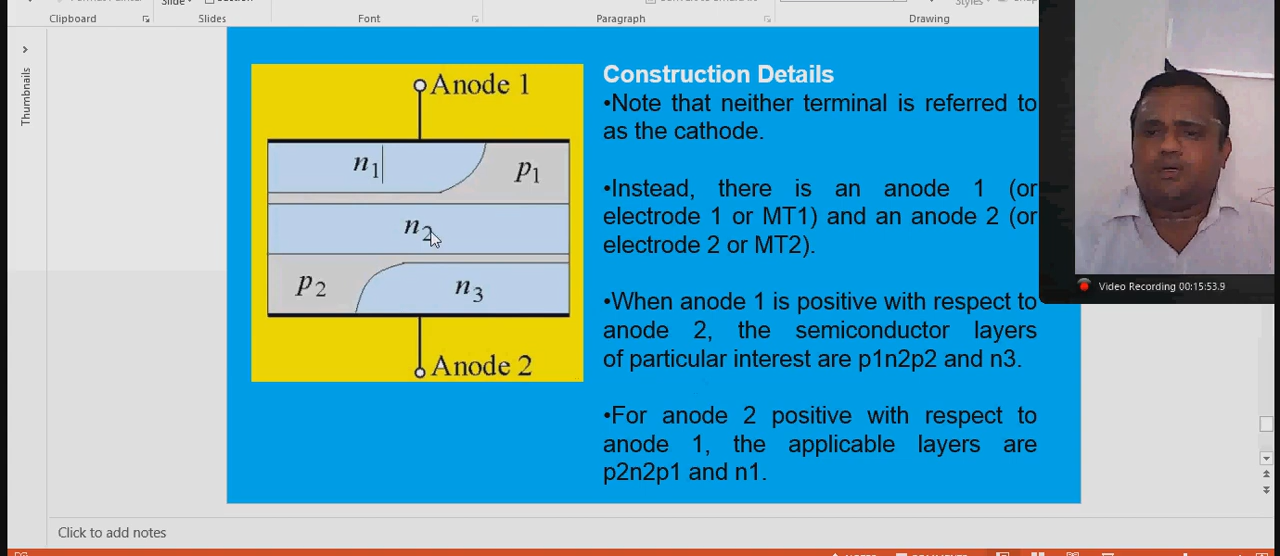 Slide
Clipboard
Slides
Font
Paragraph
Drawing
Styles
Thumbnails
Anode 1
n1
p1
n2
p2
n3
Anode 2
Construction Details
•Note that neither terminal is referred to
as the cathode.
•Instead, there is an anode 1 (or
electrode 1 or MT1) and an anode 2 (or
electrode 2 or MT2).
•When anode 1 is positive with respect to
anode 2, the semiconductor layers
of particular interest are p1n2p2 and n3.
•For anode 2 positive with respect to
anode 1, the applicable layers are
p2n2p1 and n1.
Video Recording 00:15:53.9
Click to add notes